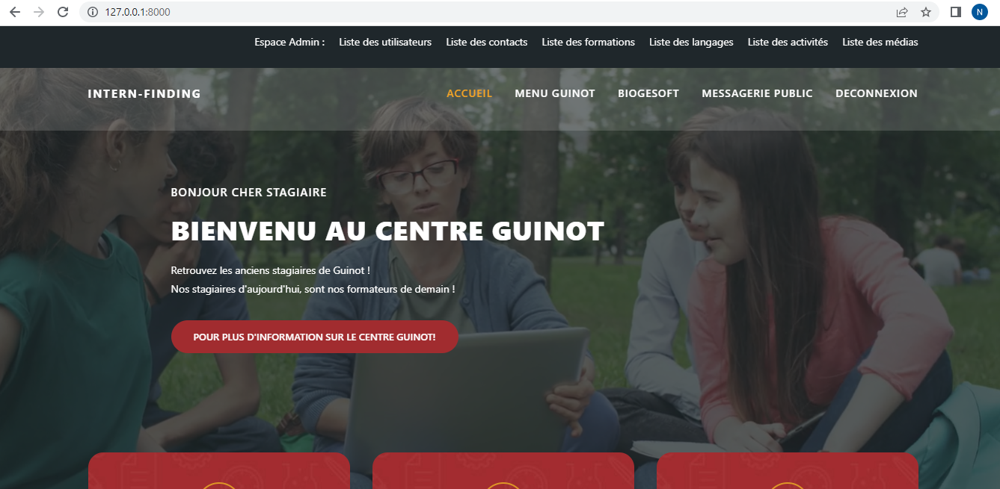 127.0.0.1:8000
N
Espace Admin : Liste des utilisateurs Liste des contacts Liste des formations Liste des langages Liste des activités Liste des médias
INTERN-FINDING ACCUEIL MENU GUINOT BIOGESOFT MESSAGERIE PUBLIC DECONNEXION
BONJOUR CHER STAGIAIRE
BIENVENU AU CENTRE GUINOT
Retrouvez les anciens stagiaires de Guinot !
Nos stagiaires d'aujourd'hui, sont nos formateurs de demain !
POUR PLUS D'INFORMATION SUR LE CENTRE GUINOT!